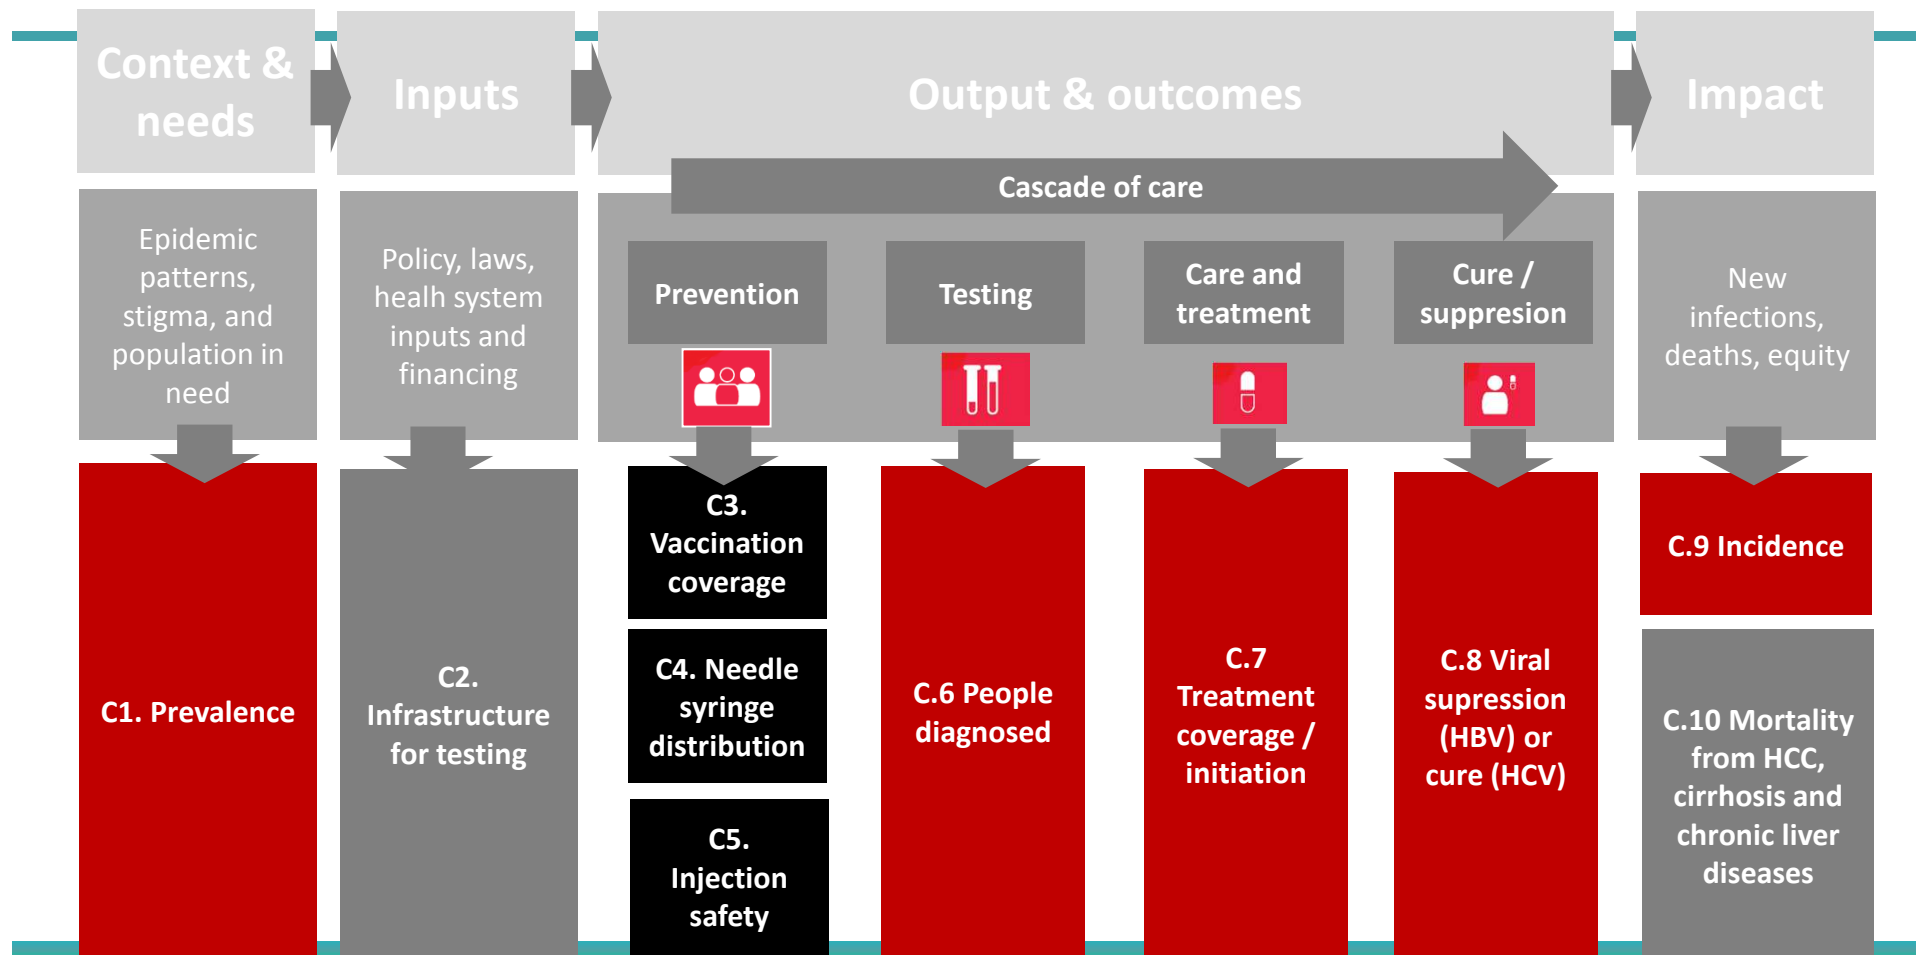 Context &
needs
Inputs
Output & outcomes
Impact
Cascade of care
Epidemic
patterns,
stigma, and
population in
need
Policy, laws,
healh system
inputs and
financing
Prevention
Testing
Care and
treatment
Cure /
suppresion
New
infections,
deaths, equity
C1. Prevalence
C2.
Infrastructure
for testing
C3.
Vaccination
coverage
C4. Needle
syringe
distribution
C5.
Injection
safety
C.6 People
diagnosed
C.7
Treatment
coverage /
initiation
C.8 Viral
supression
(HBV) or
cure (HCV)
C.9 Incidence
C.10 Mortality
from HCC,
cirrhosis and
chronic liver
diseases